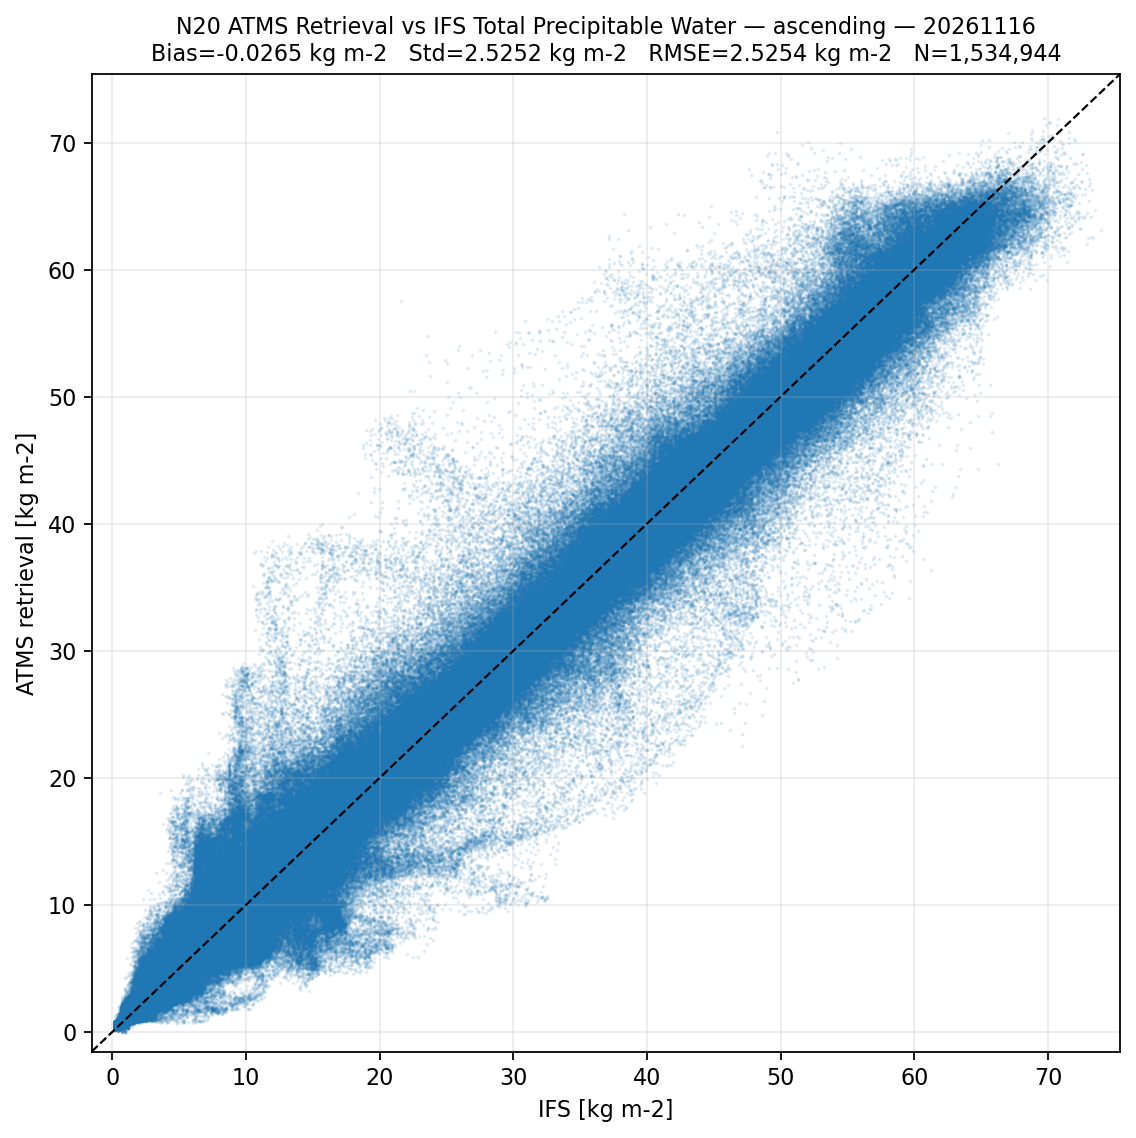 N20 ATMS Retrieval vs IFS Total Precipitable Water — ascending — 20261116
Bias=-0.0265 kg m-2   Std=2.5252 kg m-2   RMSE=2.5254 kg m-2   N=1,534,944
70
60
50
40
30
20
10
0
ATMS retrieval [kg m-2]
0 10 20 30 40 50 60 70
IFS [kg m-2]